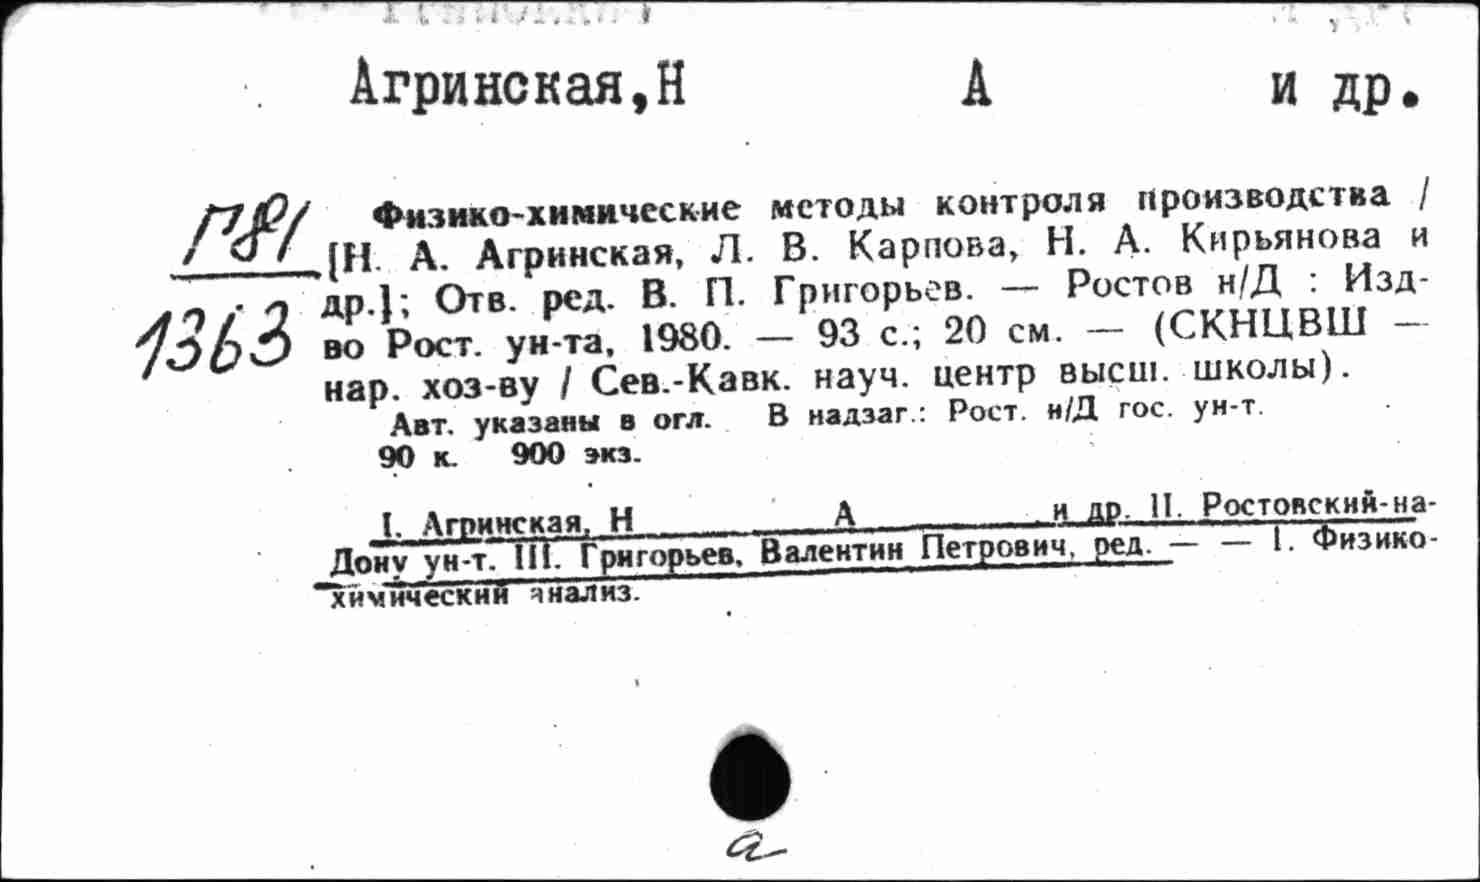 Агринская,Н А и др.
Г81
1363
Физико-химические методы контроля производства /
[Н. А. Агринская, Л. В. Карпова, Н. А. Кирьянова и
др.]; Отв. ред. В. П. Григорьев. — Ростов н/Д : Изд-
во Рост. ун-та, 1980. — 93 с.; 20 см. — (СКНЦВШ —
нар. хоз-ву / Сев.-Кавк. науч. центр высш. школы).
Авт. указаны в огл. В надзаг.: Рост. н/Д гос. ун-т.
90 к. 900 экз.
I. Агринская, Н А и др. II. Ростовский-на-
Дону ун-т. III. Григорьев, Валентин Петрович, ред. — — 1. Физико-
химический анализ.
а